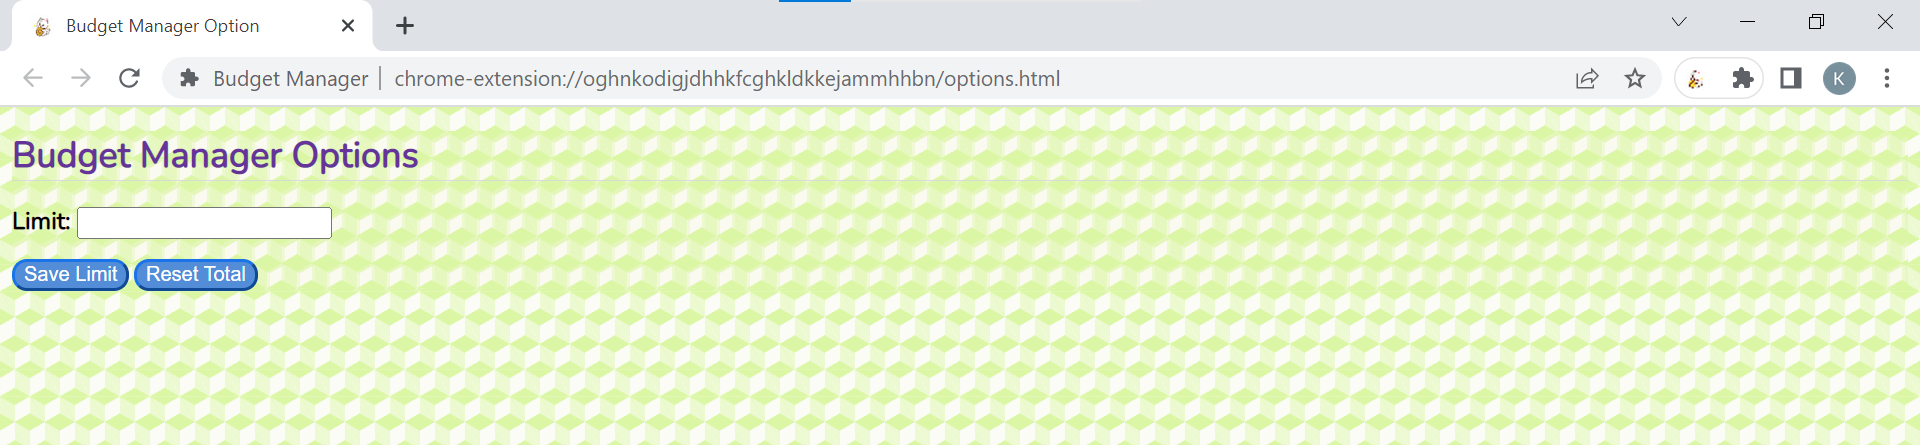 Budget Manager Option
Budget Manager | chrome-extension://oghnkodigjdhhkfcghkldkkejammhhbn/options.html
K
Budget Manager Options
Limit:
Save Limit Reset Total